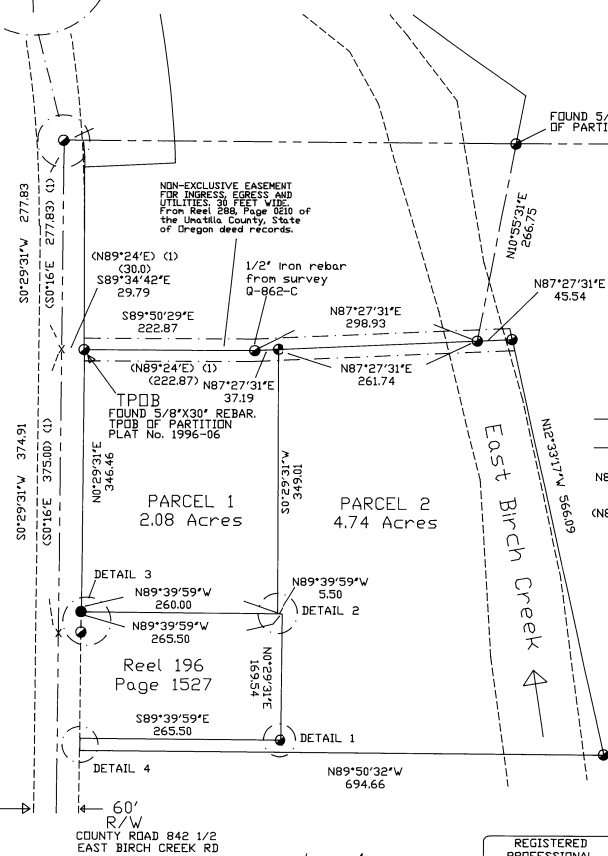 FOUND 5/
OF PARTI
S0°29'31"W 277.83
(S0°16'E 277.83) (1)
NON-EXCLUSIVE EASEMENT
FOR INGRESS, EGRESS AND
UTILITIES. 30 FEET WIDE.
From Reel 288, Page 0210 of
the Umatilla County, State
of Oregon deed records.
N10°55'31"E
266.75
(N89°24'E) (1)
(30.0)
S89°34'42"E
29.79
1/2" Iron rebar
from survey
Q-862-C
N87°27'31"E
45.54
S89°50'29"E
222.87
N87°27'31"E
298.93
(N89°24'E) (1)
(222.87)
N87°27'31"E
37.19
N87°27'31"E
261.74
TPOB
FOUND 5/8"X30" REBAR.
TPOB OF PARTITION
PLAT No. 1996-06
S0°29'31"W 374.91
(S0°16'E 375.00) (1)
N0°29'31"E
346.46
S0°29'31"W
349.01
N12°33'17"W 566.09
East Birch Creek
N8
(N8
PARCEL 1
2.08 Acres
PARCEL 2
4.74 Acres
DETAIL 3
N89°39'59"W
260.00
N89°39'59"W
5.50
DETAIL 2
N89°39'59"W
265.50
Reel 196
Page 1527
N0°29'31"E
169.54
S89°39'59"E
265.50
DETAIL 1
DETAIL 4
N89°50'32"W
694.66
60'
R/W
COUNTY ROAD 842 1/2
EAST BIRCH CREEK RD
REGISTERED
PROFESSIONAL